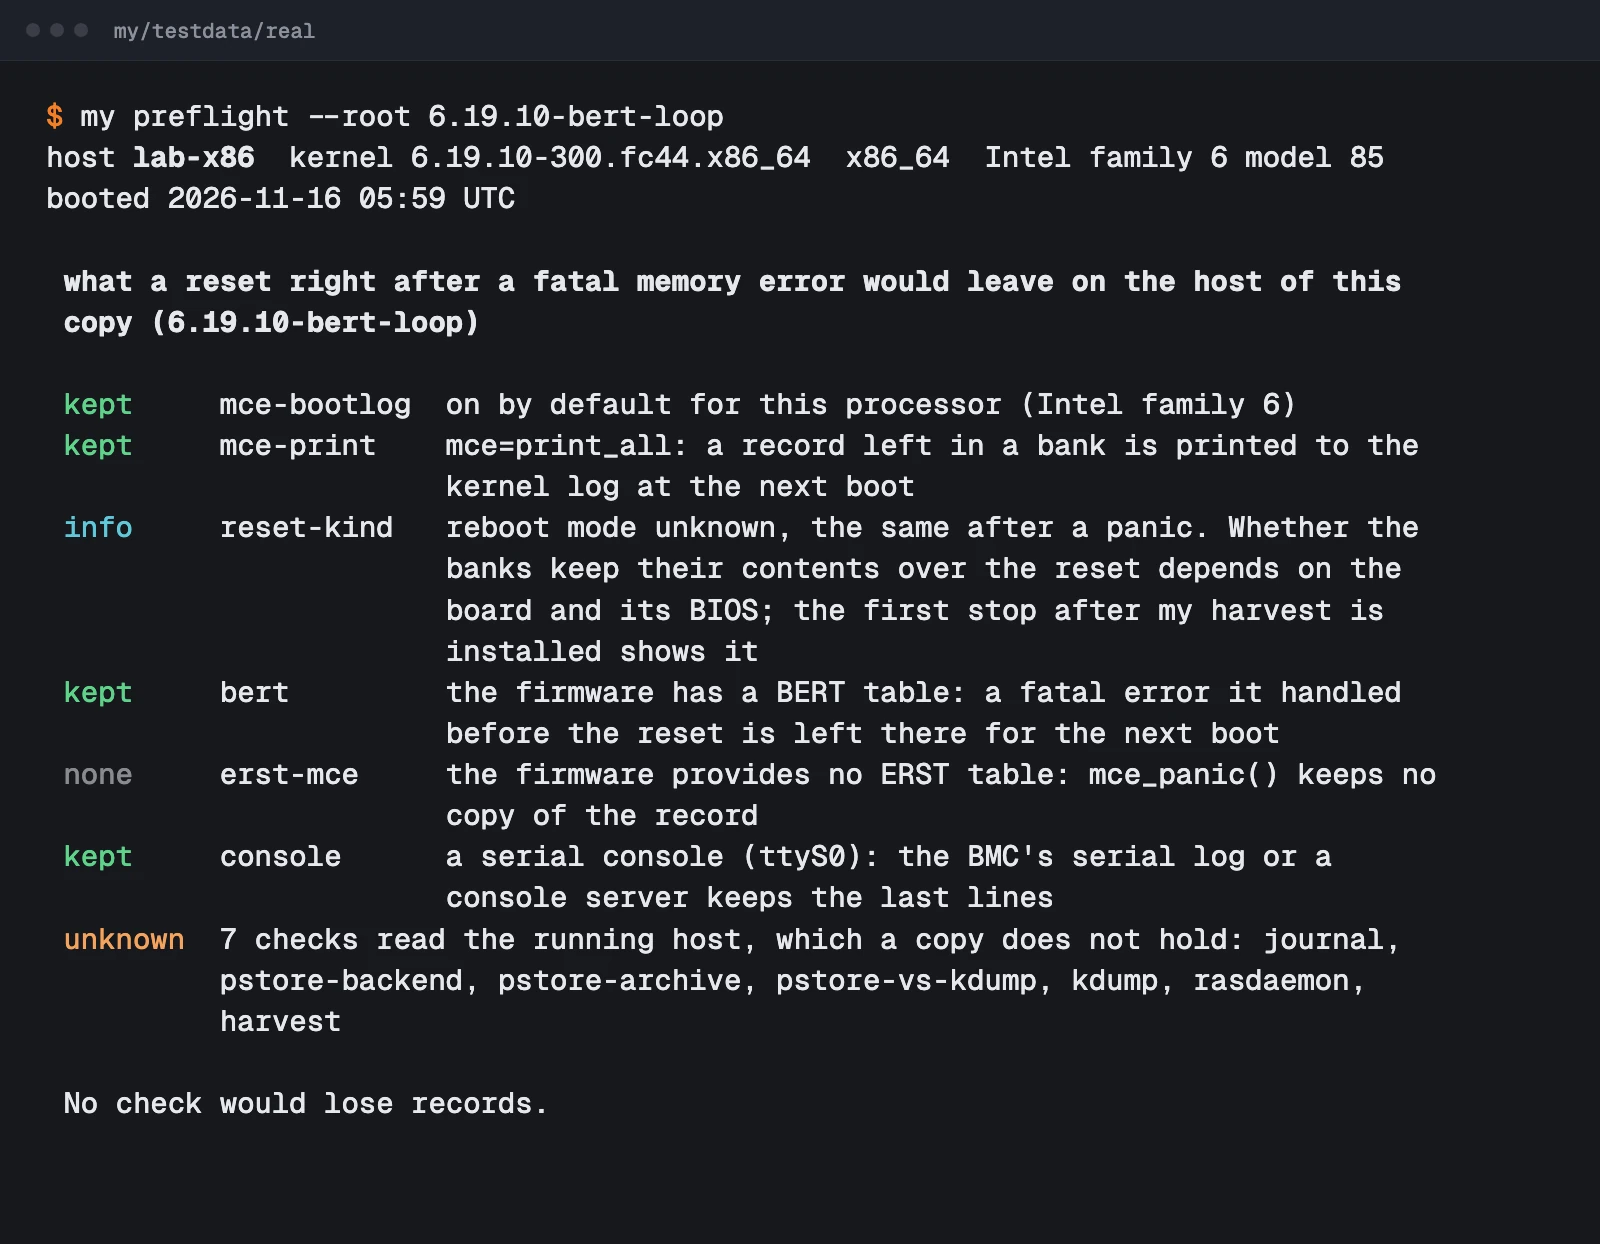 my/testdata/real
$ my preflight --root 6.19.10-bert-loop
host lab-x86  kernel 6.19.10-300.fc44.x86_64  x86_64  Intel family 6 model 85
booted 2026-11-16 05:59 UTC
what a reset right after a fatal memory error would leave on the host of this
copy (6.19.10-bert-loop)
kept     mce-bootlog  on by default for this processor (Intel family 6)
kept     mce-print    mce=print_all: a record left in a bank is printed to the
kernel log at the next boot
info     reset-kind   reboot mode unknown, the same after a panic. Whether the
banks keep their contents over the reset depends on the
board and its BIOS; the first stop after my harvest is
installed shows it
kept     bert         the firmware has a BERT table: a fatal error it handled
before the reset is left there for the next boot
none     erst-mce     the firmware provides no ERST table: mce_panic() keeps no
copy of the record
kept     console      a serial console (ttyS0): the BMC's serial log or a
console server keeps the last lines
unknown  7 checks read the running host, which a copy does not hold: journal,
pstore-backend, pstore-archive, pstore-vs-kdump, kdump, rasdaemon,
harvest
No check would lose records.